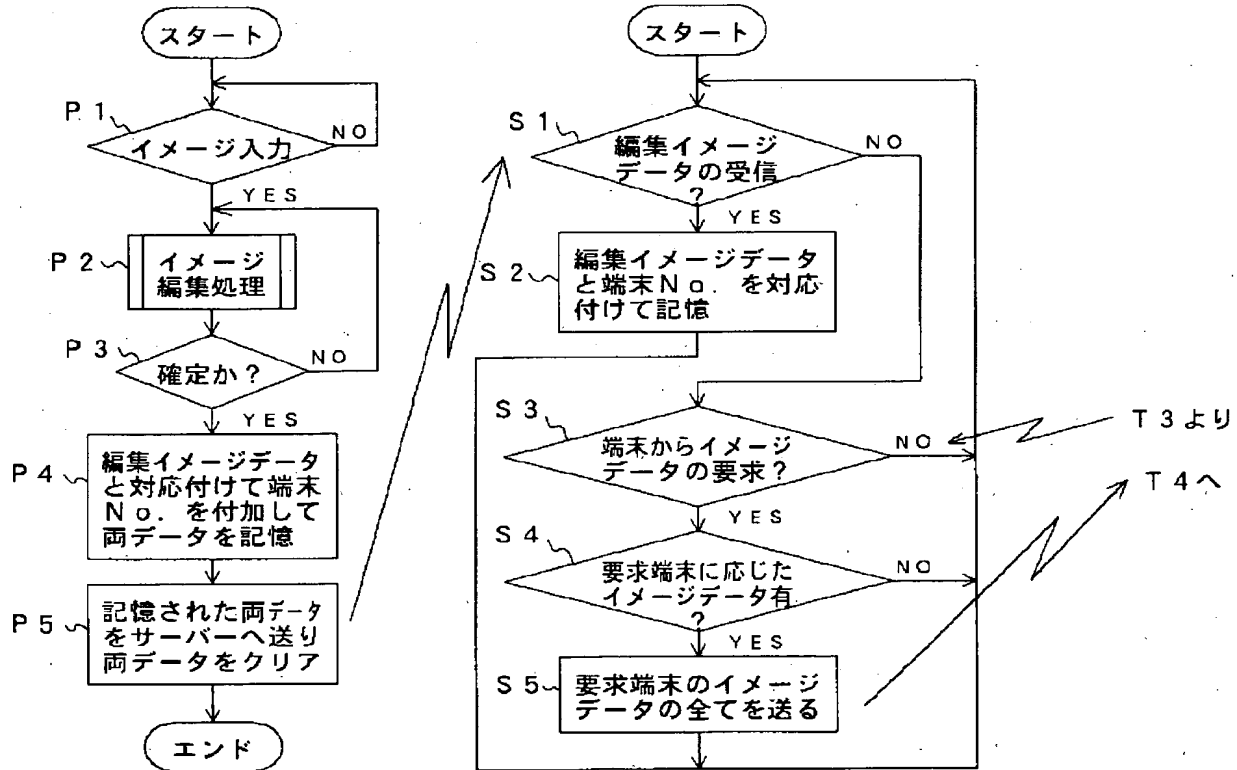 スタート
P1
イメージ入力
NO
YES
P2
イメージ
編集処理
P3
確定か?
NO
YES
P4
編集イメージデータ
と対応付けて端末
No.を付加して
両データを記憶
P5
記憶された両データ
をサーバーへ送り
両データをクリア
エンド
スタート
S1
編集イメージ
データの受信
?
NO
YES
S2
編集イメージデータ
と端末No.を対応
付けて記憶
S3
端末からイメージ
データの要求?
NO
T3より
YES
S4
要求端末に応じた
イメージデータ有
?
NO
T4へ
YES
S5
要求端末のイメージ
データの全てを送る